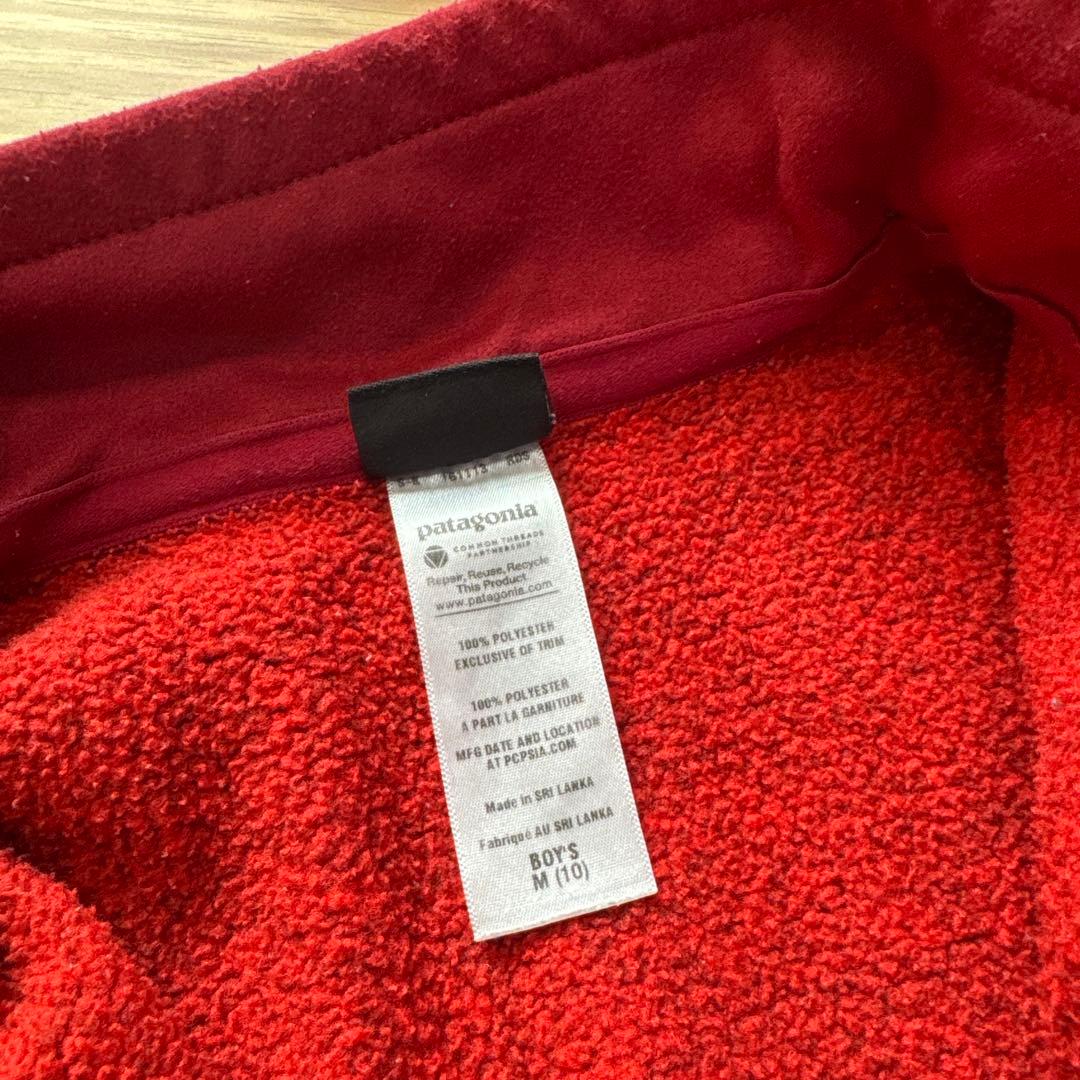 patagonia
COMMON THREADS
PARTNERSHIP
Repair, Reuse, Recycle
This Product
www.patagonia.com
100% POLYESTER
EXCLUSIVE OF TRIM
100% POLYESTER
A PART LA GARNITURE
MFG DATE AND LOCATION
AT PCPSIA.COM
Made in SRI LANKA
Fabriqué AU SRI LANKA
BOY'S
M (10)